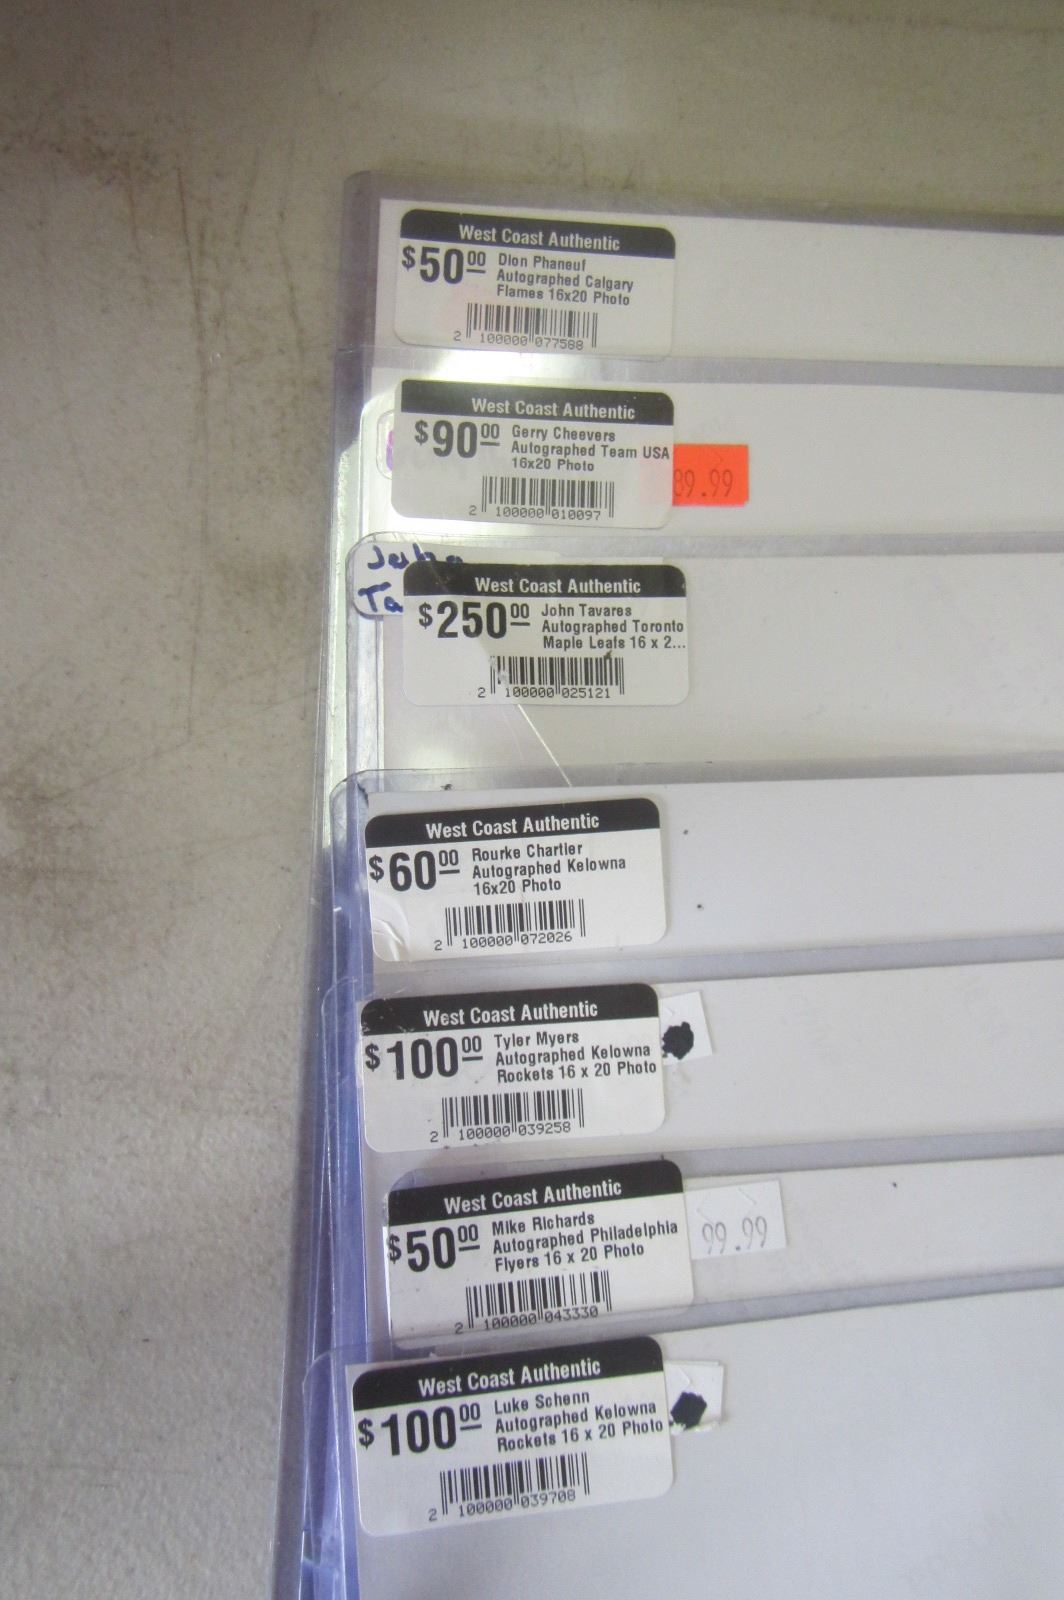 West Coast Authentic
$50.00 Dion Phaneuf
Autographed Calgary
Flames 16x20 Photo
2 100000 077588
West Coast Authentic
$90.00 Gerry Cheevers
Autographed Team USA
16x20 Photo
89.99
2 100000 010097
John
Ta
West Coast Authentic
$250.00 John Tavares
Autographed Toronto
Maple Leafs 16 x 2...
2 100000 025121
West Coast Authentic
$60.00 Rourke Chartier
Autographed Kelowna
16x20 Photo
2 100000 072026
West Coast Authentic
$100.00 Tyler Myers
Autographed Kelowna
Rockets 16 x 20 Photo
2 100000 039258
West Coast Authentic
$50.00 Mike Richards
Autographed Philadelphia
Flyers 16 x 20 Photo
99.99
2 100000 043330
West Coast Authentic
$100.00 Luke Schenn
Autographed Kelowna
Rockets 16 x 20 Photo
2 100000 039708